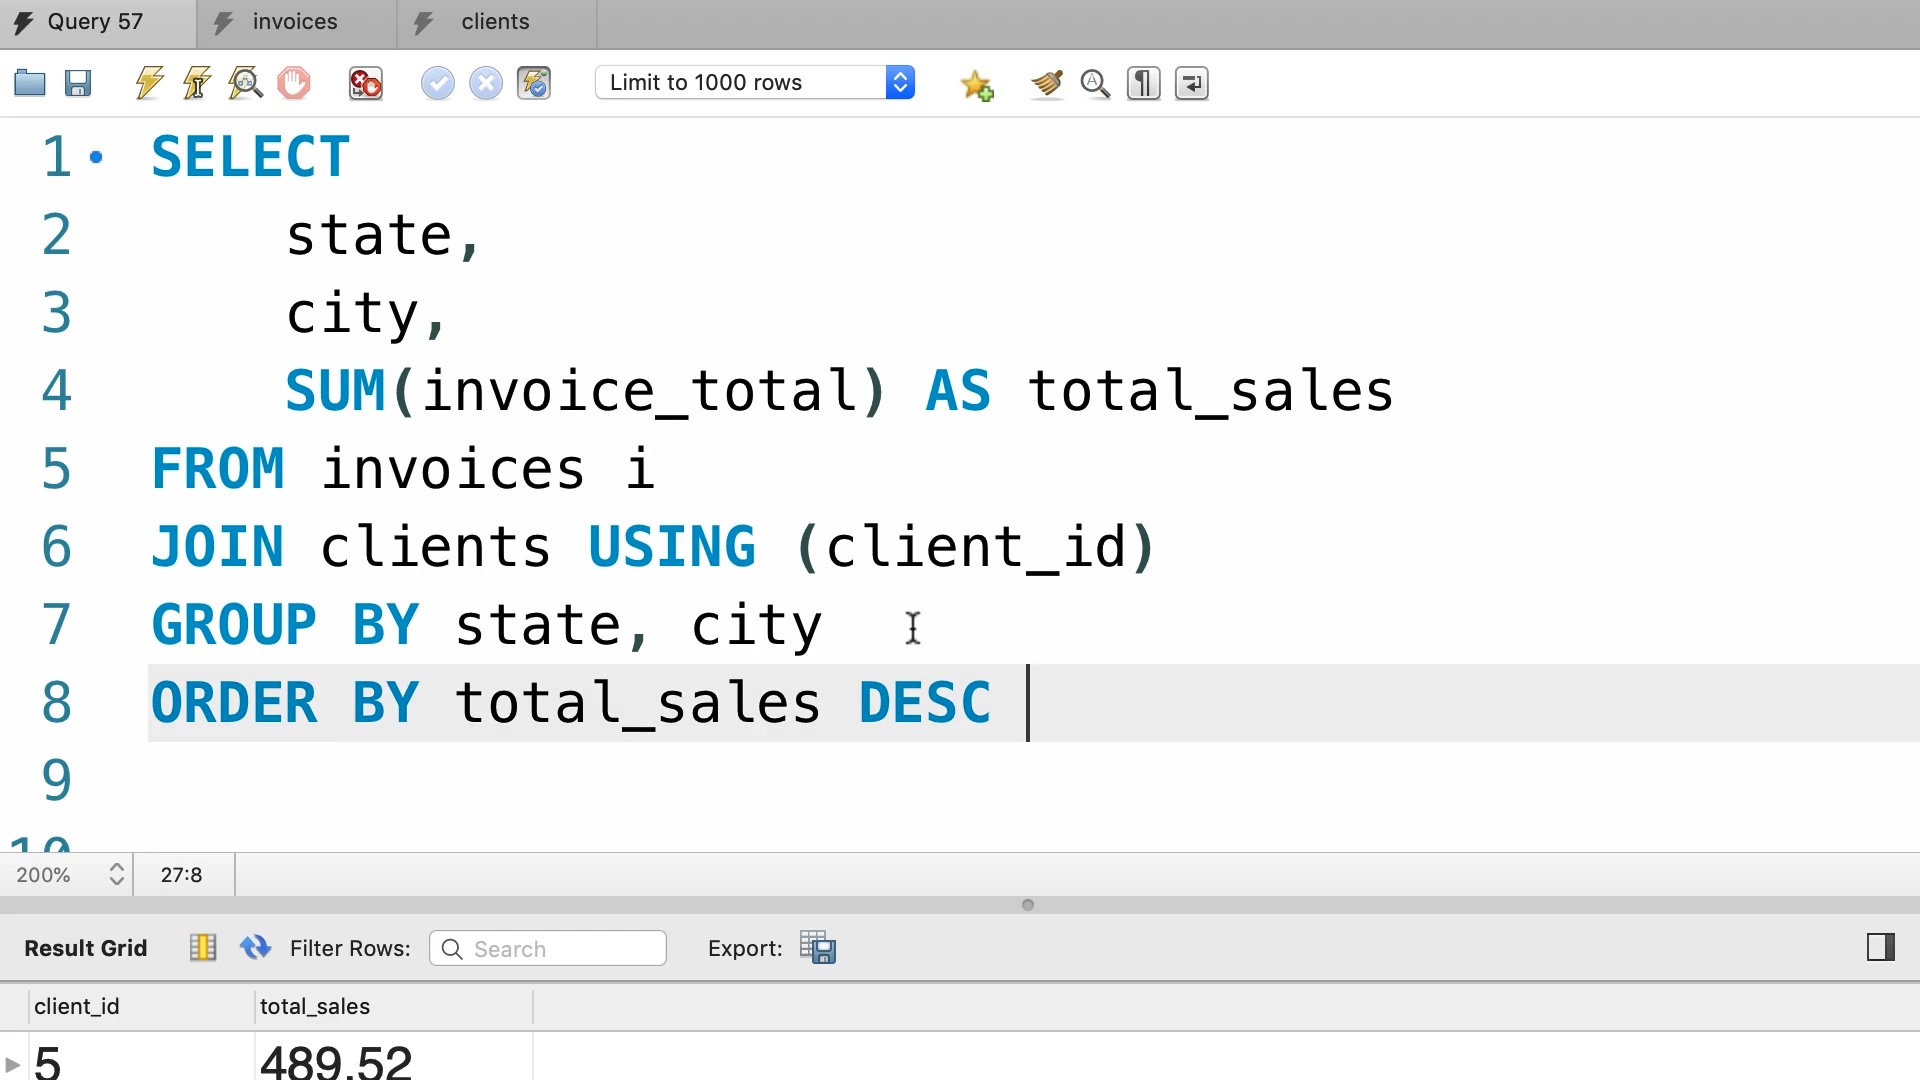 Query 57 invoices clients
Limit to 1000 rows
1 SELECT
2 state,
3 city,
4 SUM(invoice_total) AS total_sales
5 FROM invoices i
6 JOIN clients USING (client_id)
7 GROUP BY state, city
8 ORDER BY total_sales DESC
9
10
200% 27:8
Result Grid Filter Rows: Search Export:
client_id total_sales
5 489.52